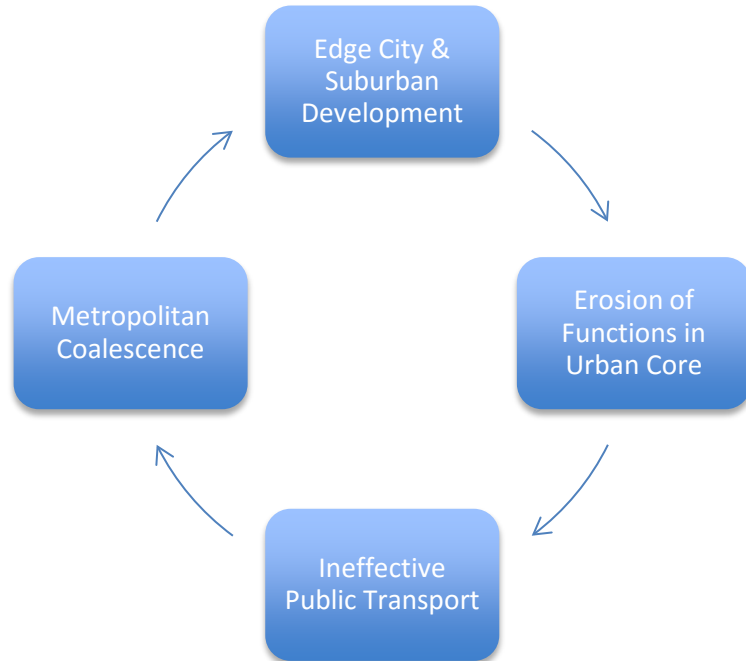 Edge City &
Suburban
Development
Erosion of
Functions in
Urban Core
Ineffective
Public Transport
Metropolitan
Coalescence